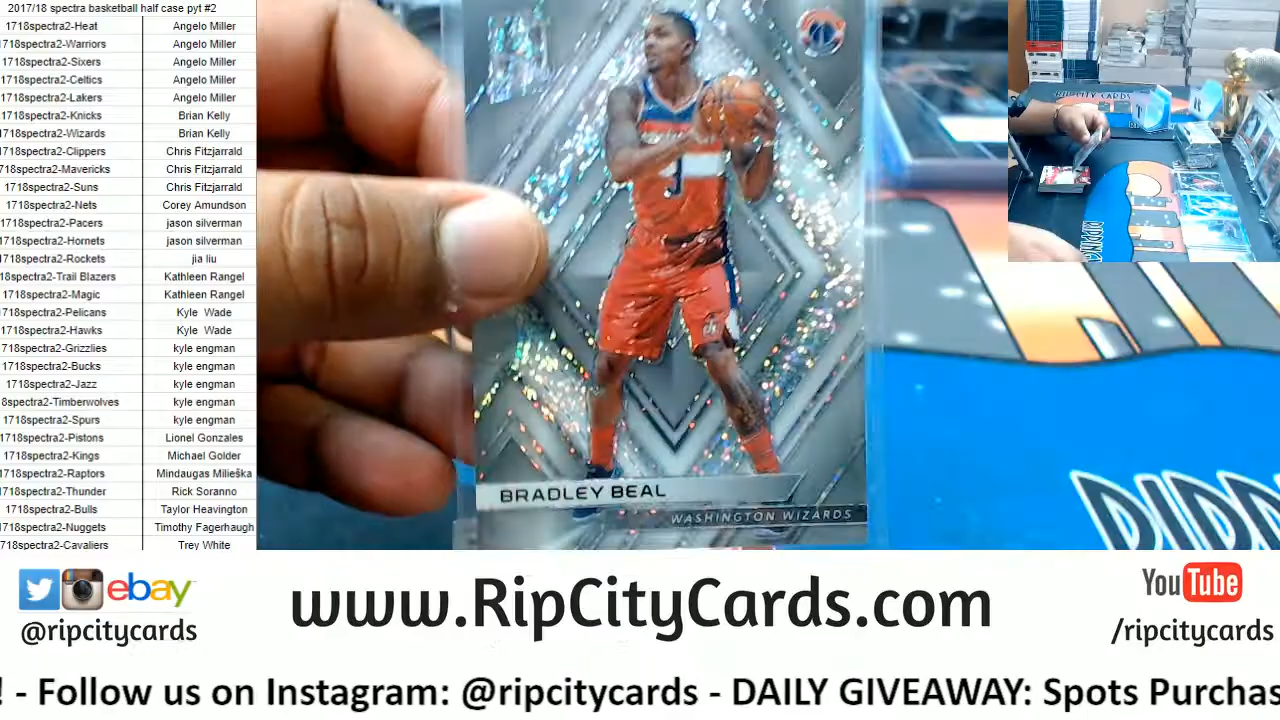 2017/18 spectra basketball half case pyt #2
1718spectra2-Heat Angelo Miller
1718spectra2-Warriors Angelo Miller
1718spectra2-Sixers Angelo Miller
1718spectra2-Celtics Angelo Miller
1718spectra2-Lakers Angelo Miller
1718spectra2-Knicks Brian Kelly
1718spectra2-Wizards Brian Kelly
1718spectra2-Clippers Chris Fitzjarrald
1718spectra2-Mavericks Chris Fitzjarrald
1718spectra2-Suns Chris Fitzjarrald
1718spectra2-Nets Corey Amundson
1718spectra2-Pacers jason silverman
1718spectra2-Hornets jason silverman
1718spectra2-Rockets jia liu
18spectra2-Trail Blazers Kathleen Rangel
1718spectra2-Magic Kathleen Rangel
1718spectra2-Pelicans Kyle Wade
1718spectra2-Hawks Kyle Wade
1718spectra2-Grizzlies kyle engman
1718spectra2-Bucks kyle engman
1718spectra2-Jazz kyle engman
8spectra2-Timberwolves kyle engman
1718spectra2-Spurs kyle engman
1718spectra2-Pistons Lionel Gonzales
1718spectra2-Kings Michael Golder
1718spectra2-Raptors Mindaugas Milieška
1718spectra2-Thunder Rick Soranno
1718spectra2-Bulls Taylor Heavington
1718spectra2-Nuggets Timothy Fagerhaugh
1718spectra2-Cavaliers Trey White
BRADLEY BEAL
WASHINGTON WIZARDS
RIPCITY CARDS
RIPPING
RIPP
ebay
@ripcitycards
www.RipCityCards.com
YouTube
/ripcitycards
! - Follow us on Instagram: @ripcitycards - DAILY GIVEAWAY: Spots Purchas